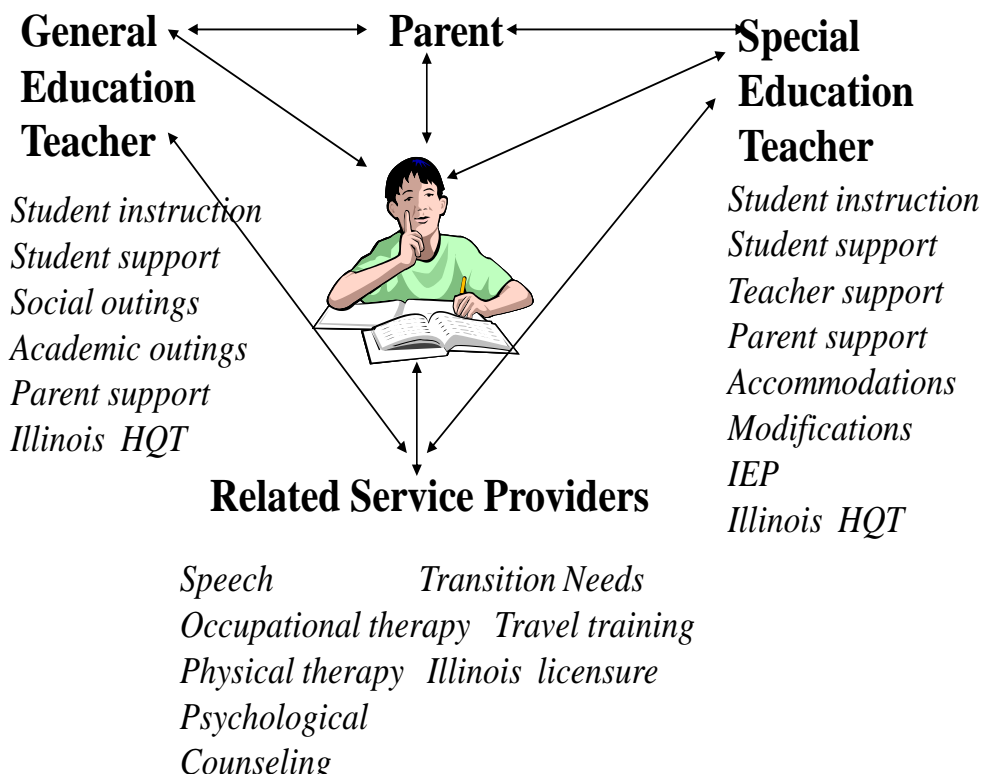 General
Education
Teacher
Student instruction
Student support
Social outings
Academic outings
Parent support
Illinois HQT
Parent
Special
Education
Teacher
Student instruction
Student support
Teacher support
Parent support
Accommodations
Modifications
IEP
Illinois HQT
Related Service Providers
Speech Transition Needs
Occupational therapy Travel training
Physical therapy Illinois licensure
Psychological
Counseling